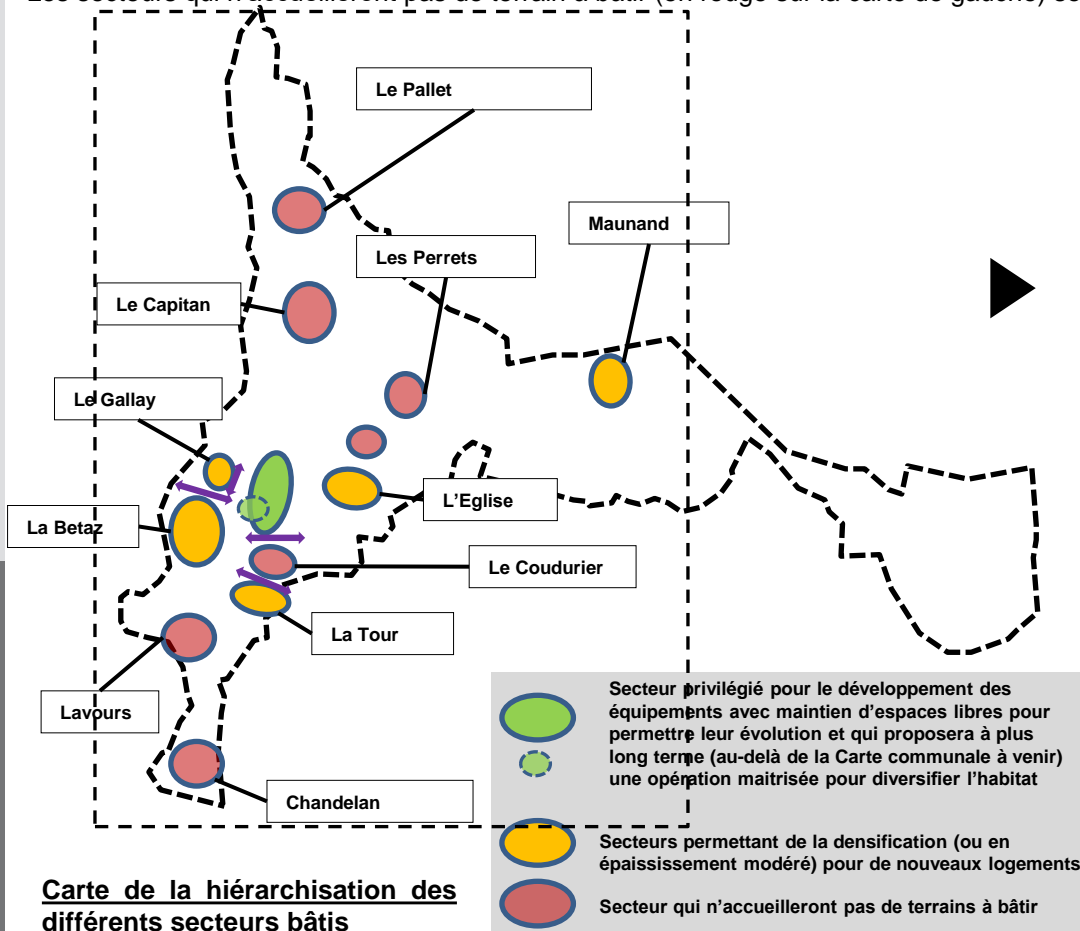 Le Pallet
Maunand
Les Perrets
Le Capitan
Le Gallay
L'Eglise
La Betaz
Le Coudurier
La Tour
Lavours
Chandelan
Secteur privilégié pour le développement des
équipements avec maintien d'espaces libres pour
permettre leur évolution et qui proposera à plus
long terme (au-delà de la Carte communale à venir)
une opération maitrisée pour diversifier l'habitat
Secteurs permettant de la densification (ou en
épaississement modéré) pour de nouveaux logements
Secteur qui n'accueilleront pas de terrains à bâtir
Carte de la hiérarchisation des
différents secteurs bâtis